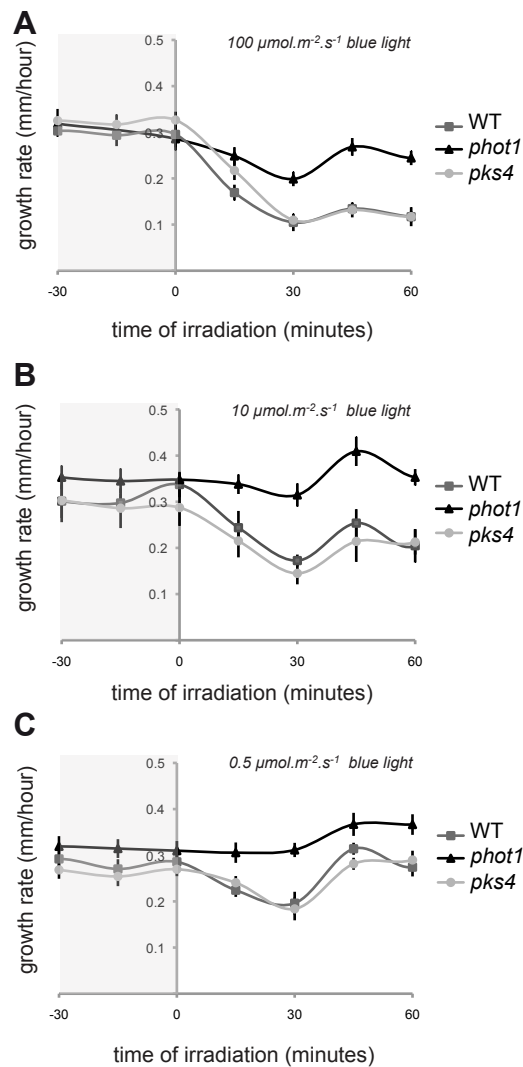 A
100 µmol.m⁻².s⁻¹ blue light
growth rate (mm/hour)
0.5
0.4
0.3
0.2
0.1
-30
0
30
60
time of irradiation (minutes)
WT
phot1
pks4
B
10 µmol.m⁻².s⁻¹ blue light
growth rate (mm/hour)
0.5
0.4
0.3
0.2
0.1
-30
0
30
60
time of irradiation (minutes)
WT
phot1
pks4
C
0.5 µmol.m⁻².s⁻¹ blue light
growth rate (mm/hour)
0.5
0.4
0.3
0.2
0.1
-30
0
30
60
time of irradiation (minutes)
WT
phot1
pks4